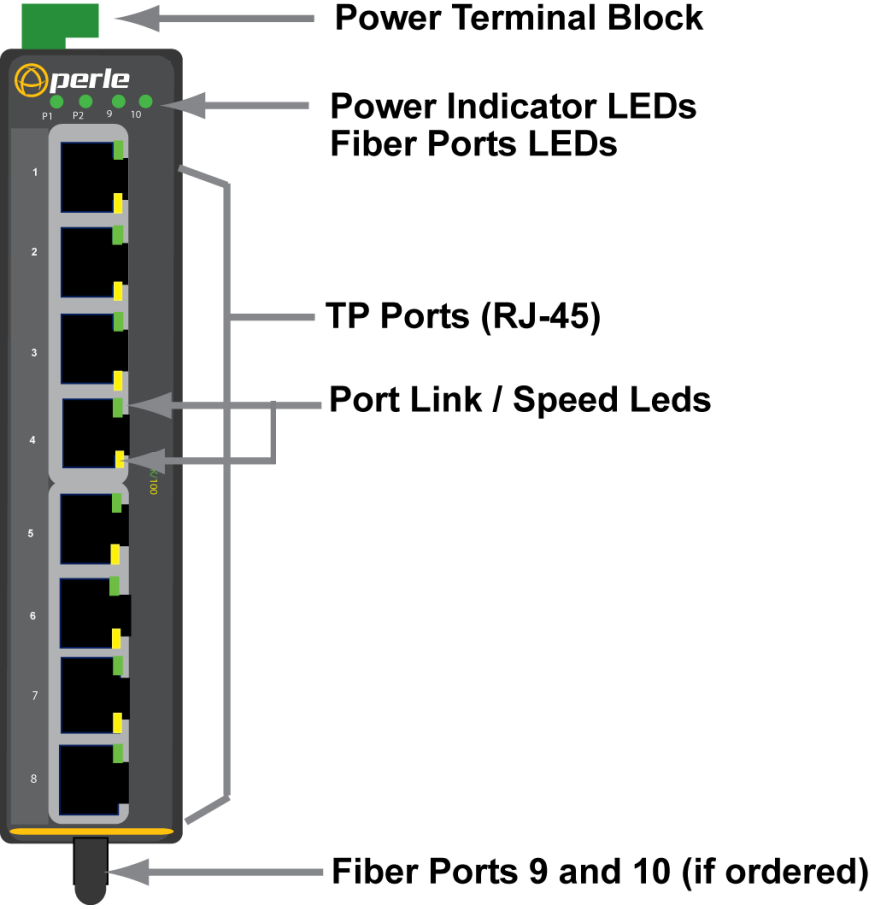 Power Terminal Block
perle
P1 P2 9 10
Power Indicator LEDs
Fiber Ports LEDs
1
2
TP Ports (RJ-45)
3
Port Link / Speed Leds
4
/100
5
6
7
8
Fiber Ports 9 and 10 (if ordered)